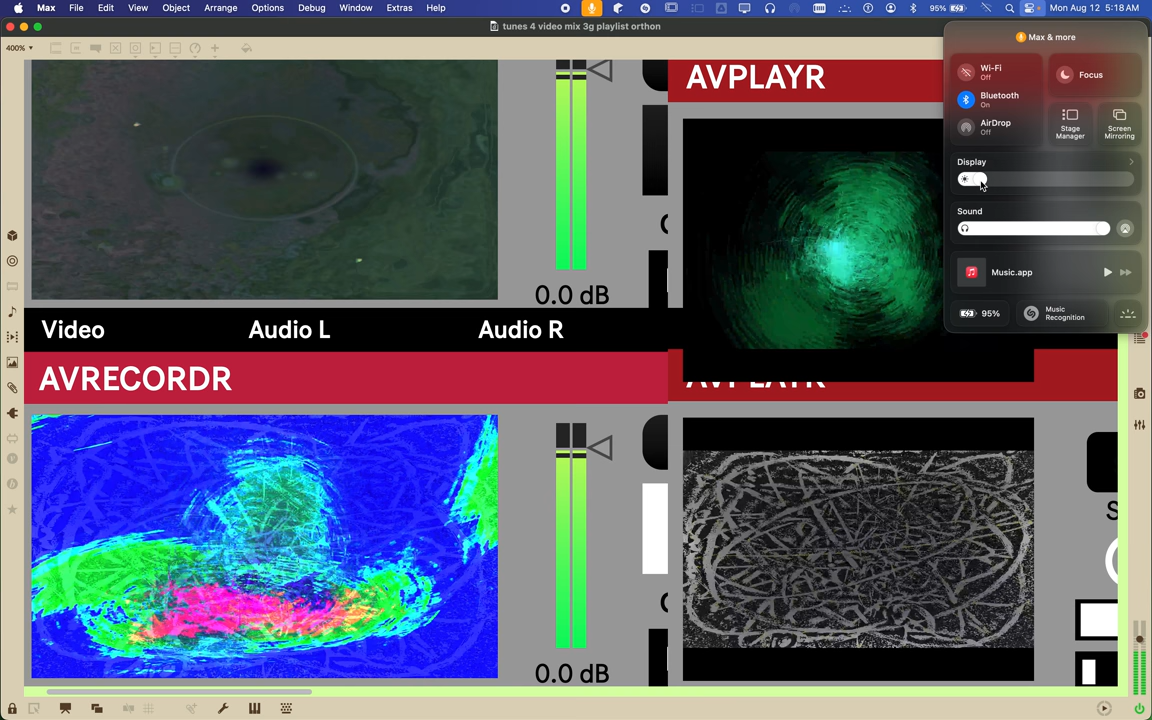 Max File Edit View Object Arrange Options Debug Window Extras Help 95% Mon Aug 12 5:18 AM
tunes 4 video mix 3g playlist orthon
400%
Max & more
Wi-Fi
Off
Bluetooth
On
AirDrop
Off
Focus
Stage Manager
Screen Mirroring
Display
Sound
Music.app
95%
Music Recognition
AVPLAYR
0.0 dB
Video Audio L Audio R
AVRECORDR
AVPLAYR
0.0 dB